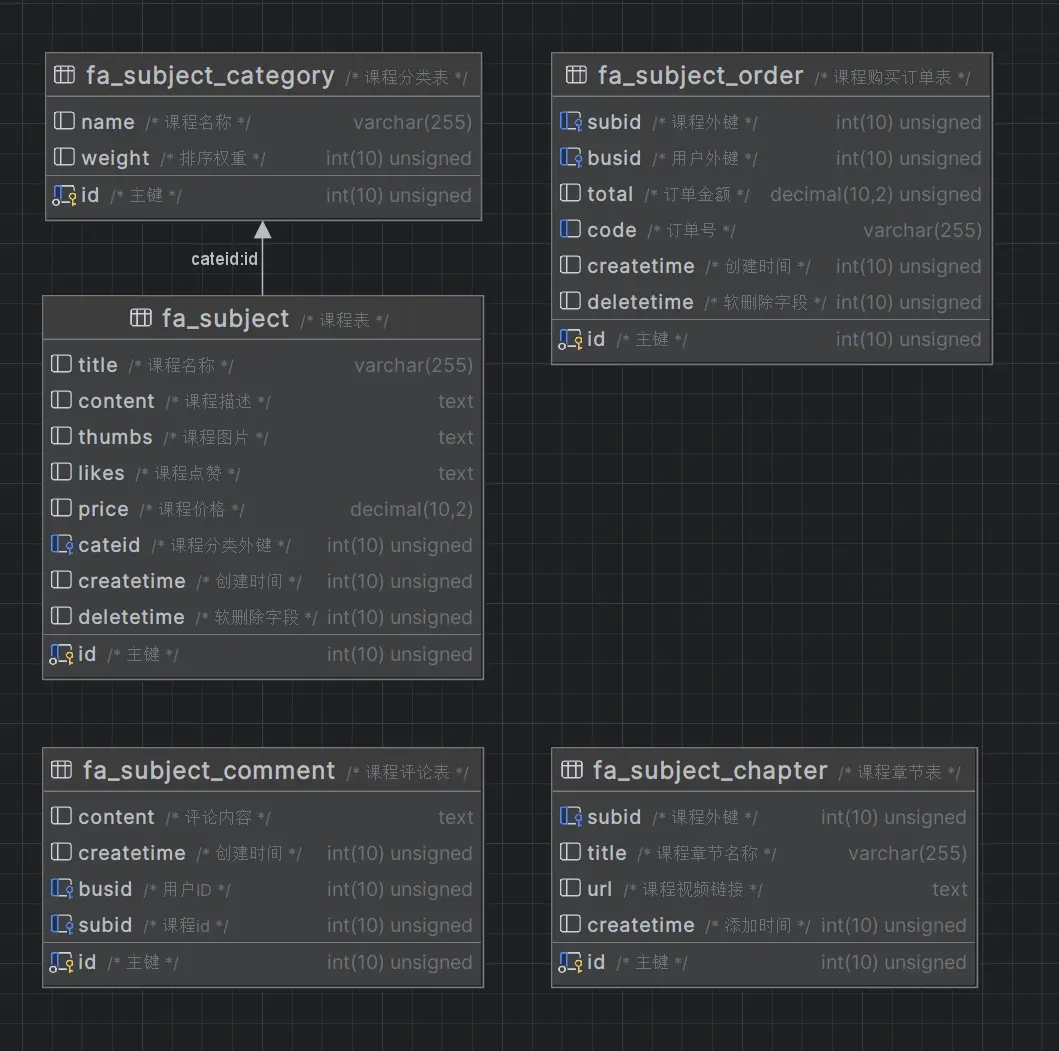 fa_subject_category /* 课程分类表 */
name /* 课程名称 */ varchar(255)
weight /* 排序权重 */ int(10) unsigned
id /* 主键 */ int(10) unsigned
cateid:id
fa_subject /* 课程表 */
title /* 课程名称 */ varchar(255)
content /* 课程描述 */ text
thumbs /* 课程图片 */ text
likes /* 课程点赞 */ text
price /* 课程价格 */ decimal(10,2)
cateid /* 课程分类外键 */ int(10) unsigned
createtime /* 创建时间 */ int(10) unsigned
deletetime /* 软删除字段 */ int(10) unsigned
id /* 主键 */ int(10) unsigned
fa_subject_order /* 课程购买订单表 */
subid /* 课程外键 */ int(10) unsigned
busid /* 用户外键 */ int(10) unsigned
total /* 订单金额 */ decimal(10,2) unsigned
code /* 订单号 */ varchar(255)
createtime /* 创建时间 */ int(10) unsigned
deletetime /* 软删除字段 */ int(10) unsigned
id /* 主键 */ int(10) unsigned
fa_subject_comment /* 课程评论表 */
content /* 评论内容 */ text
createtime /* 创建时间 */ int(10) unsigned
busid /* 用户ID */ int(10) unsigned
subid /* 课程id */ int(10) unsigned
id /* 主键 */ int(10) unsigned
fa_subject_chapter /* 课程章节表 */
subid /* 课程外键 */ int(10) unsigned
title /* 课程章节名称 */ varchar(255)
url /* 课程视频链接 */ text
createtime /* 添加时间 */ int(10) unsigned
id /* 主键 */ int(10) unsigned